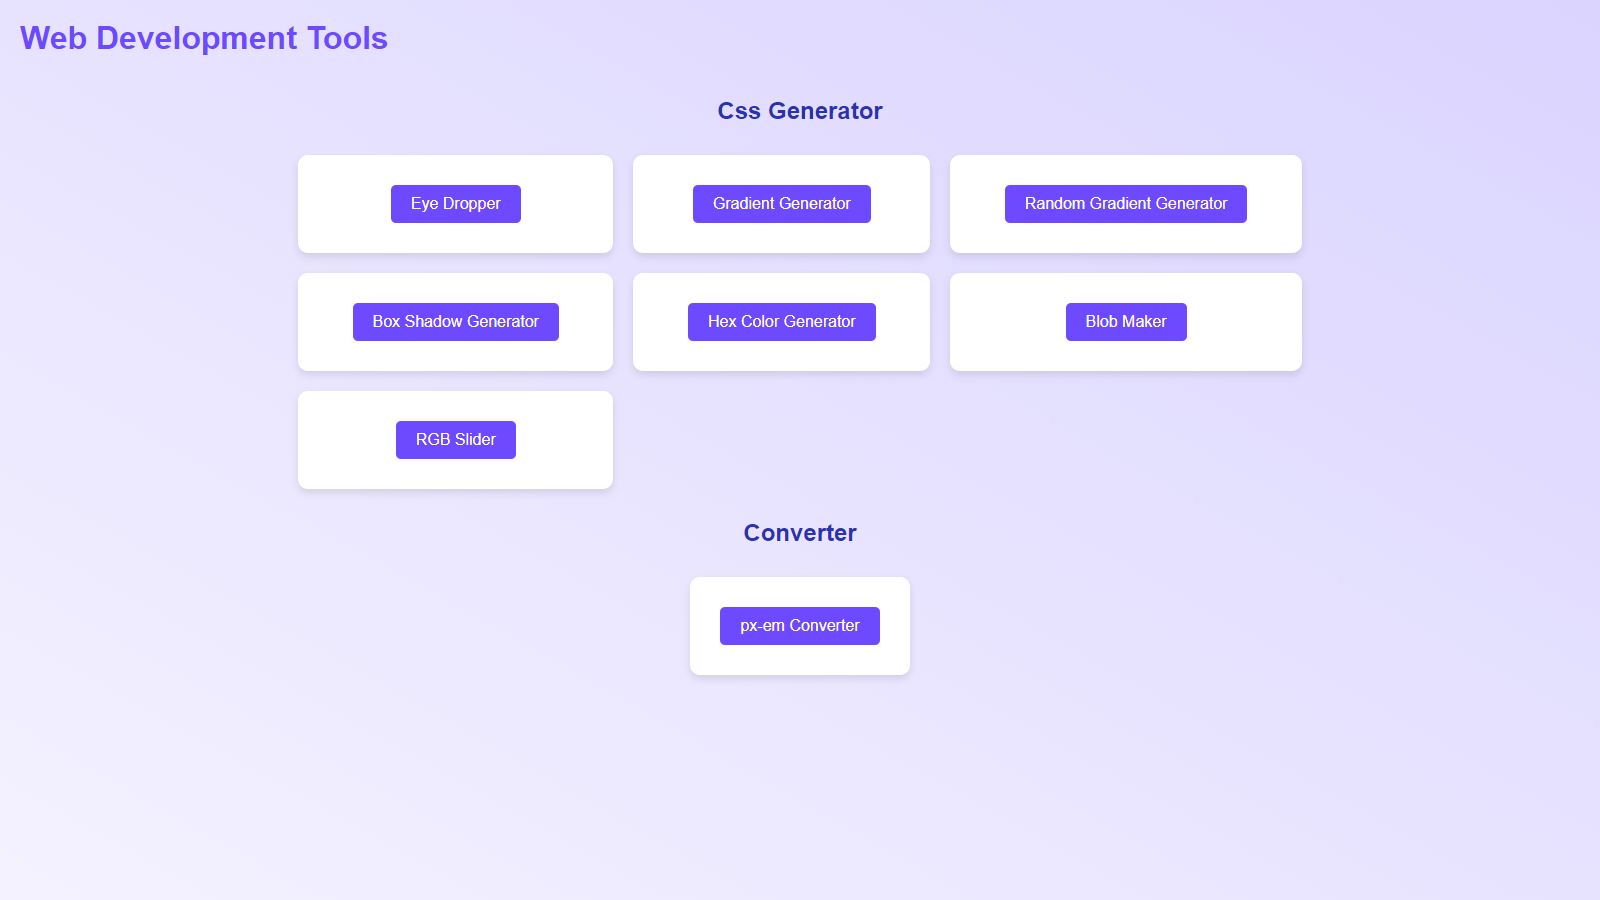 Web Development Tools
Css Generator
Eye Dropper
Gradient Generator
Random Gradient Generator
Box Shadow Generator
Hex Color Generator
Blob Maker
RGB Slider
Converter
px-em Converter